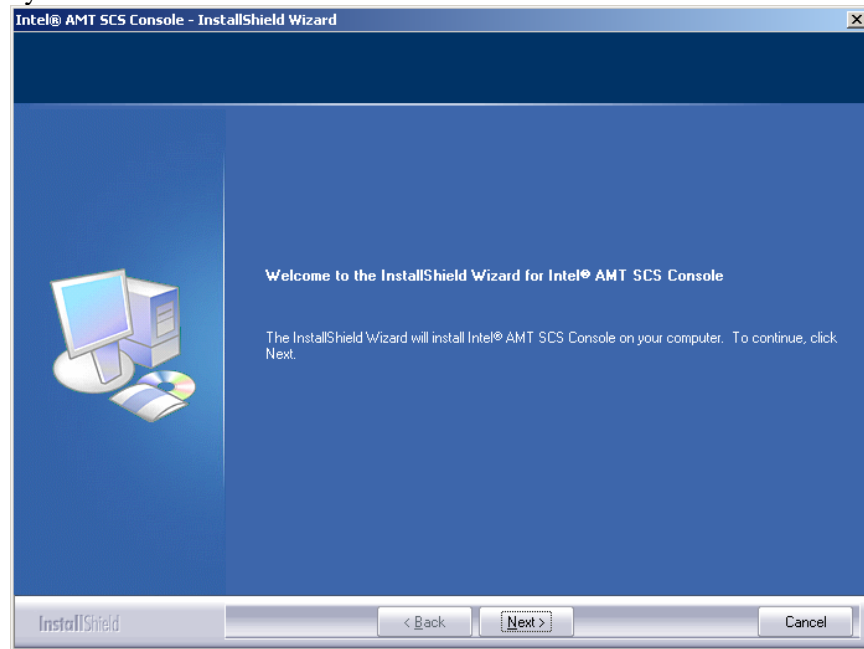 Intel® AMT SCS Console - InstallShield Wizard
Welcome to the InstallShield Wizard for Intel® AMT SCS Console
The InstallShield Wizard will install Intel® AMT SCS Console on your computer. To continue, click
Next.
InstallShield
< Back
Next >
Cancel